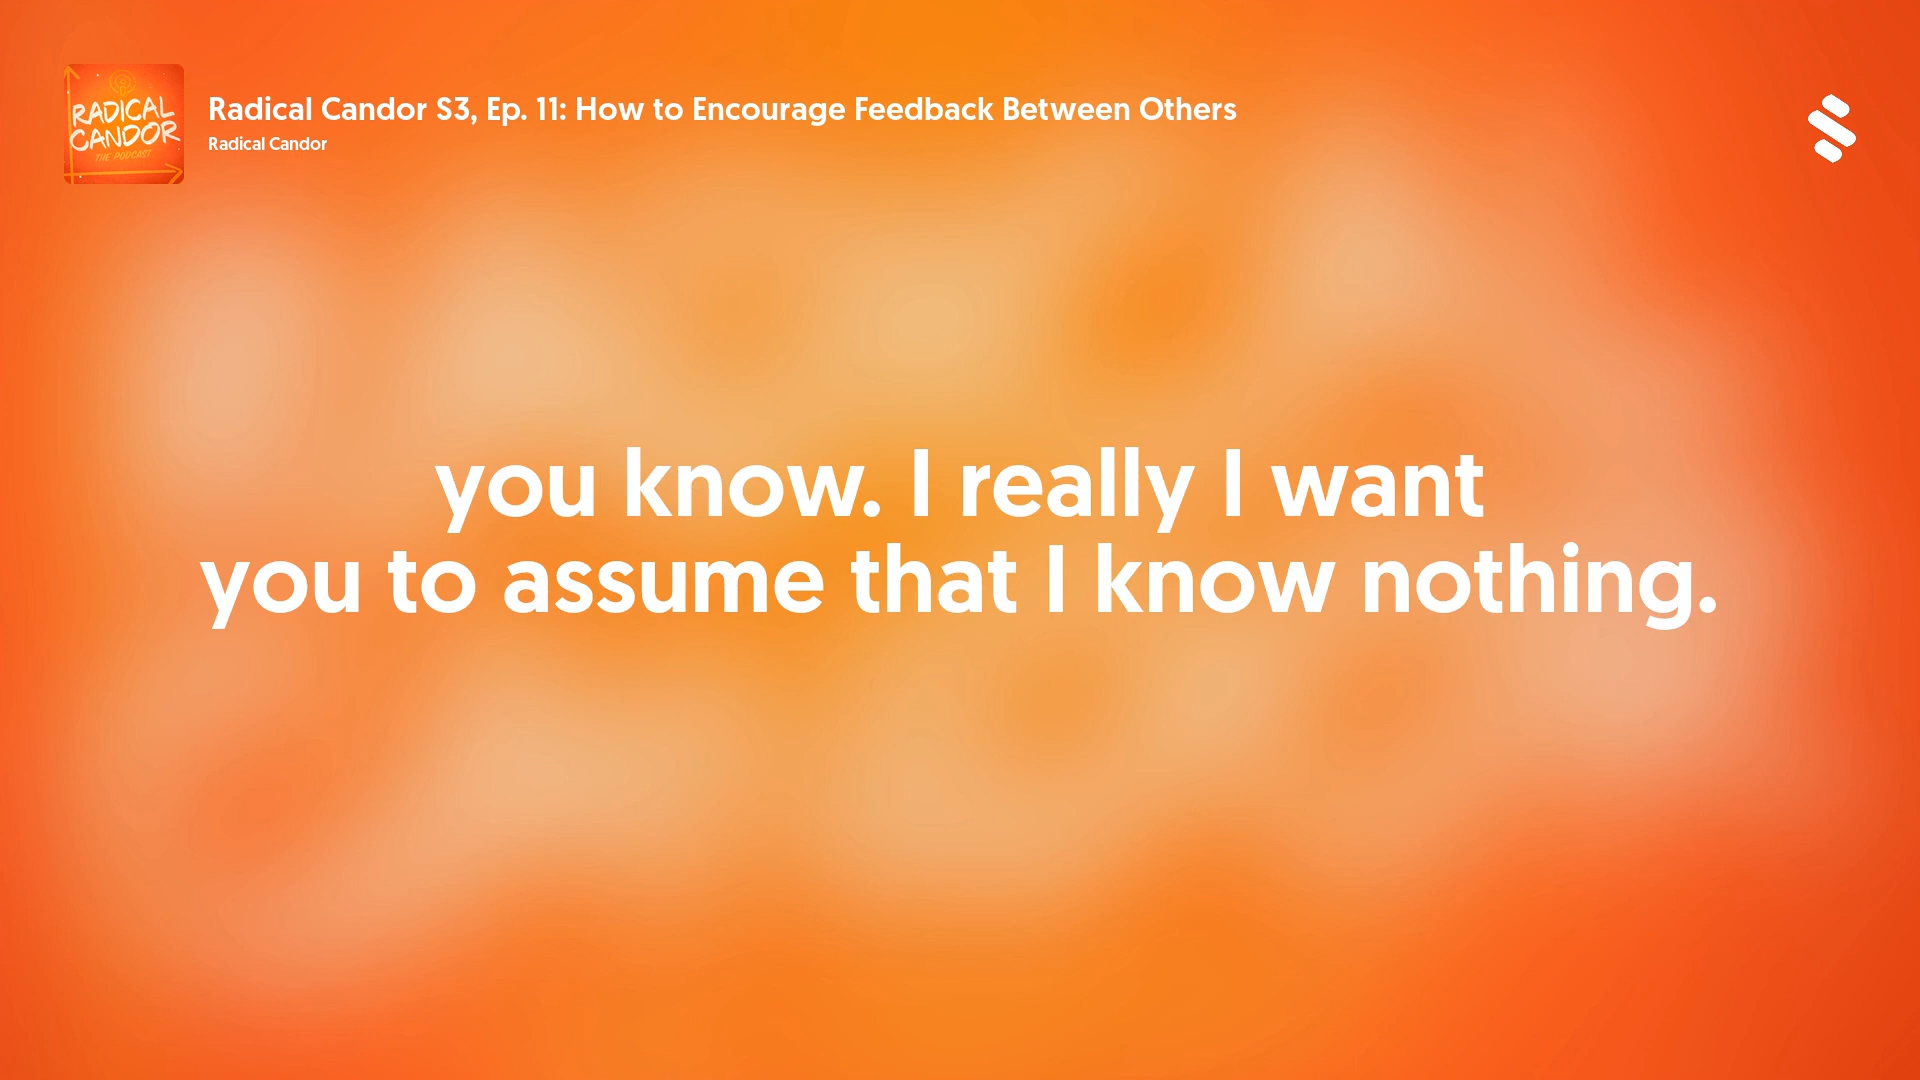 RADICAL
CANDOR
THE PODCAST
Radical Candor S3, Ep. 11: How to Encourage Feedback Between Others
Radical Candor
you know. I really I want
you to assume that I know nothing.